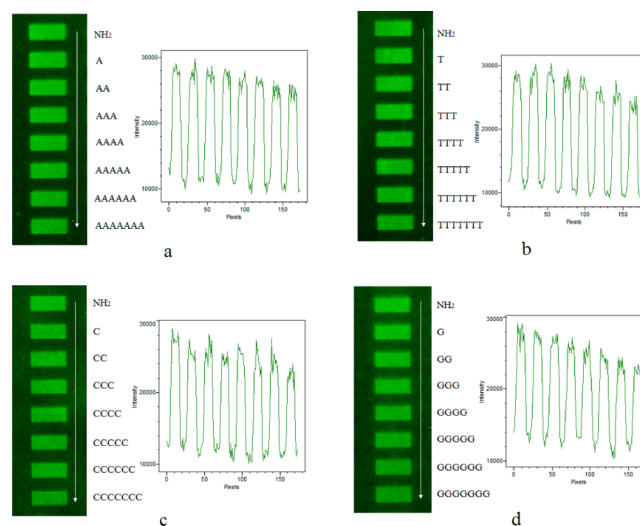 NH2
A
AA
AAA
AAAA
AAAAA
AAAAAA
AAAAAAA
30000
20000
10000
Intensity
0
50
100
150
Pixels
a
NH2
T
TT
TTT
TTTT
TTTTT
TTTTTT
TTTTTTT
30000
20000
10000
Intensity
0
50
100
150
Pixels
b
NH2
C
CC
CCC
CCCC
CCCCC
CCCCCC
CCCCCCC
30000
20000
10000
Intensity
0
50
100
150
Pixels
c
NH2
G
GG
GGG
GGGG
GGGGG
GGGGGG
GGGGGGG
30000
20000
10000
Intensity
0
50
100
150
Pixels
d